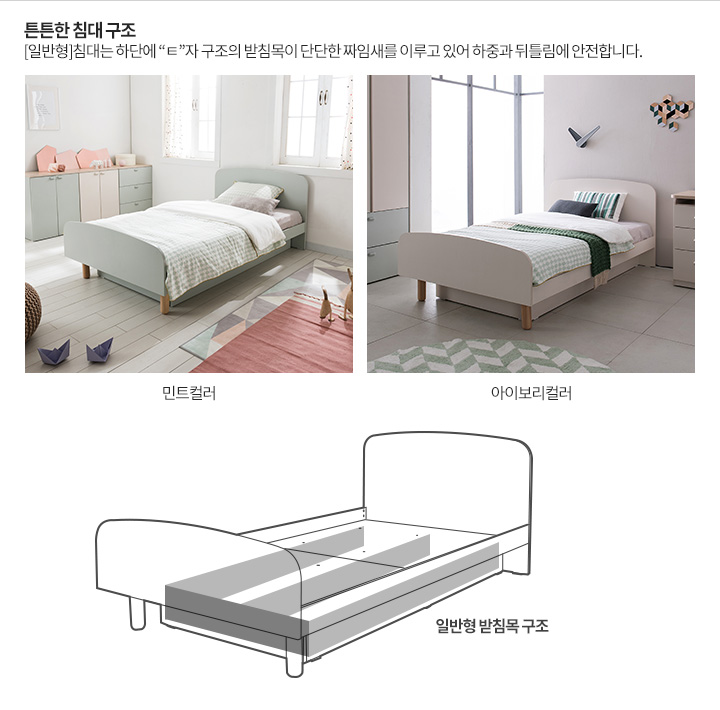 튼튼한 침대 구조
[일반형]침대는 하단에 “ㅌ”자 구조의 받침목이 단단한 짜임새를 이루고 있어 하중과 뒤틀림에 안전합니다.
민트컬러
아이보리컬러
일반형 받침목 구조